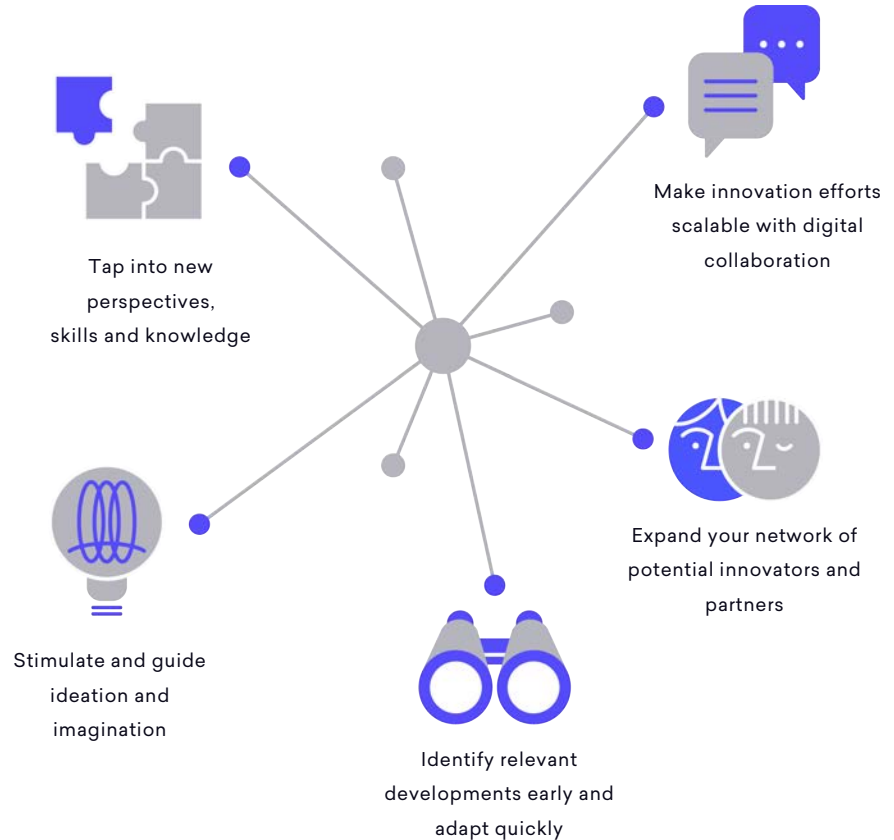 Make innovation efforts
scalable with digital
collaboration
Tap into new
perspectives,
skills and knowledge
Expand your network of
potential innovators and
partners
Stimulate and guide
ideation and
imagination
Identify relevant
developments early and
adapt quickly